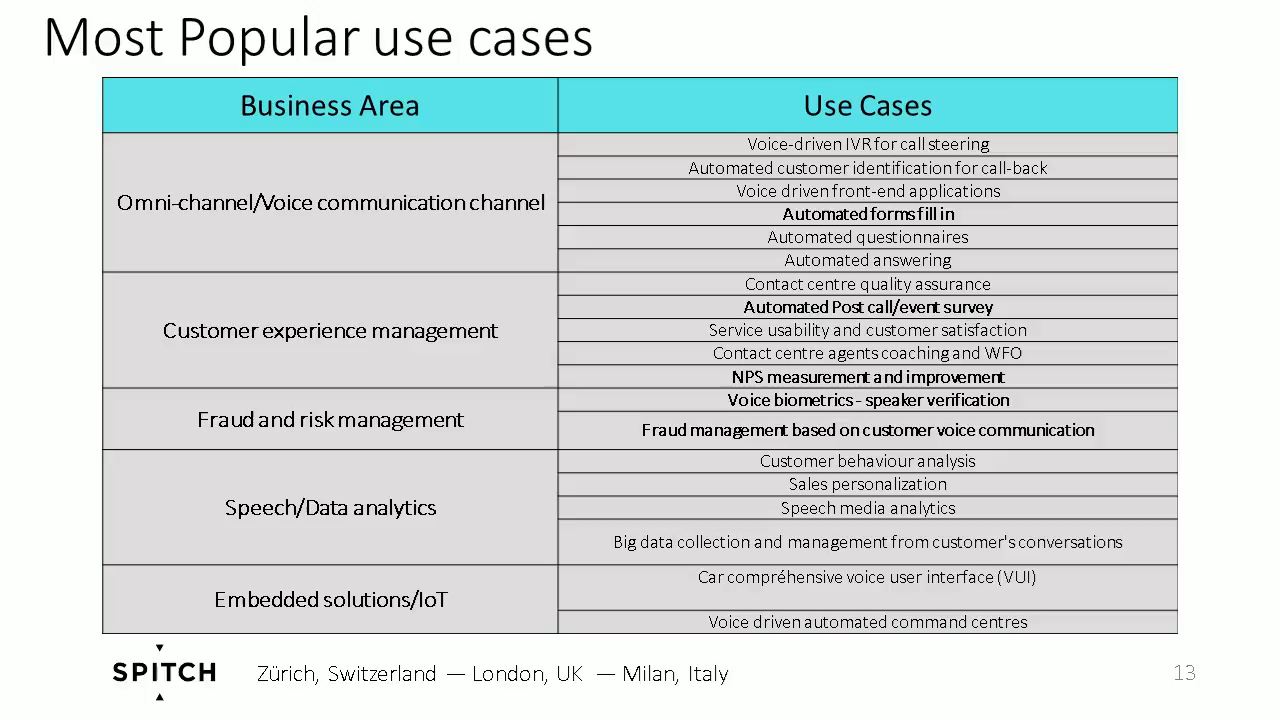 Most Popular use cases
Business Area
Use Cases
Omni-channel/Voice communication channel
Voice-driven IVR for call steering
Automated customer identification for call-back
Voice driven front-end applications
Automated forms fill in
Automated questionnaires
Automated answering
Customer experience management
Contact centre quality assurance
Automated Post call/event survey
Service usability and customer satisfaction
Contact centre agents coaching and WFO
NPS measurement and improvement
Fraud and risk management
Voice biometrics - speaker verification
Fraud management based on customer voice communication
Speech/Data analytics
Customer behaviour analysis
Sales personalization
Speech media analytics
Big data collection and management from customer's conversations
Embedded solutions/IoT
Car compréhensive voice user interface (VUI)
Voice driven automated command centres
SPITCH
Zürich, Switzerland — London, UK — Milan, Italy
13